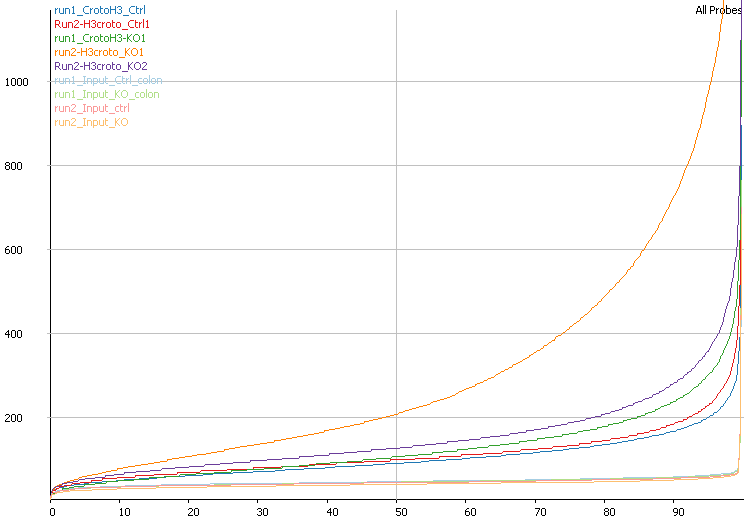 run1_CrotoH3_Ctrl
All Probes
Run2-H3croto_Ctrl1
run1_CrotoH3-KO1
run2-H3croto_KO1
Run2-H3croto_KO2
run1_Input_Ctrl_colon
run1_Input_KO_colon
run2_Input_ctrl
run2_Input_KO
1000
800
600
400
200
0 10 20 30 40 50 60 70 80 90